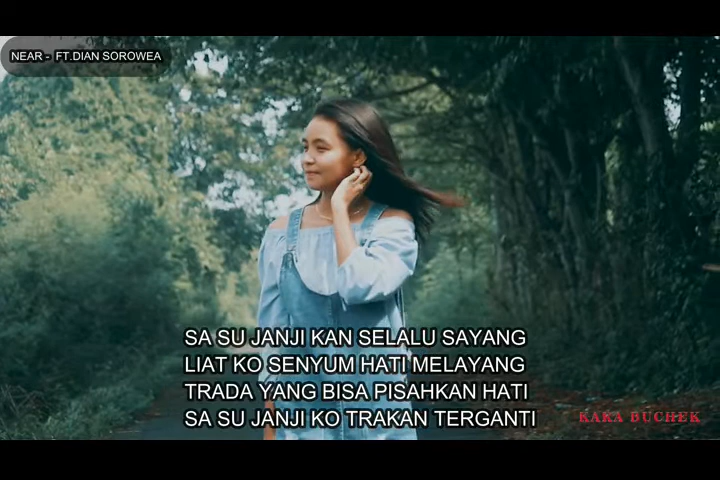 NEAR - FT.DIAN SOROWEA
SA SU JANJI KAN SELALU SAYANG
LIAT KO SENYUM HATI MELAYANG
TRADA YANG BISA PISAHKAN HATI
SA SU JANJI KO TRAKAN TERGANTI
KAKA BUCHEK